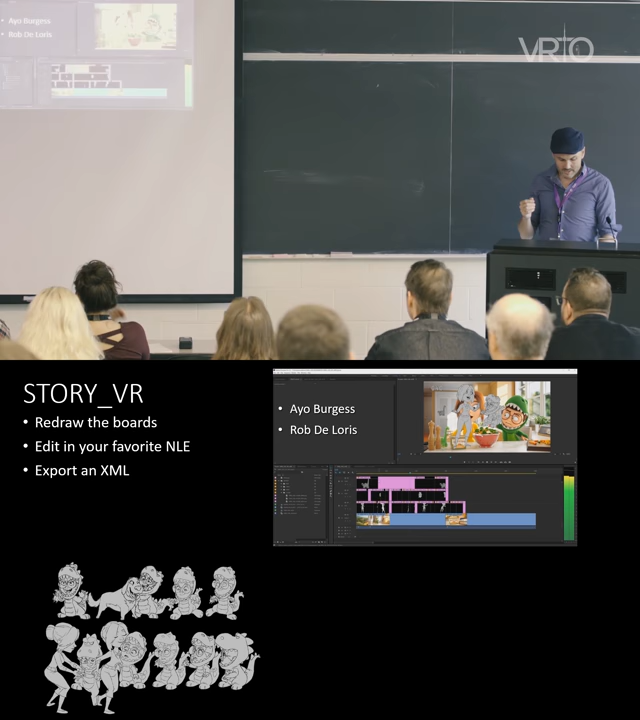 Ayo Burgess
Rob De Loris
VRTO
STORY_VR
Redraw the boards
Edit in your favorite NLE
Export an XML
Ayo Burgess
Rob De Loris